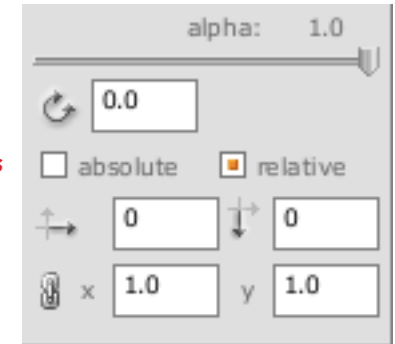 alpha: 1.0
0.0
s
absolute relative
0 0
x 1.0 y 1.0